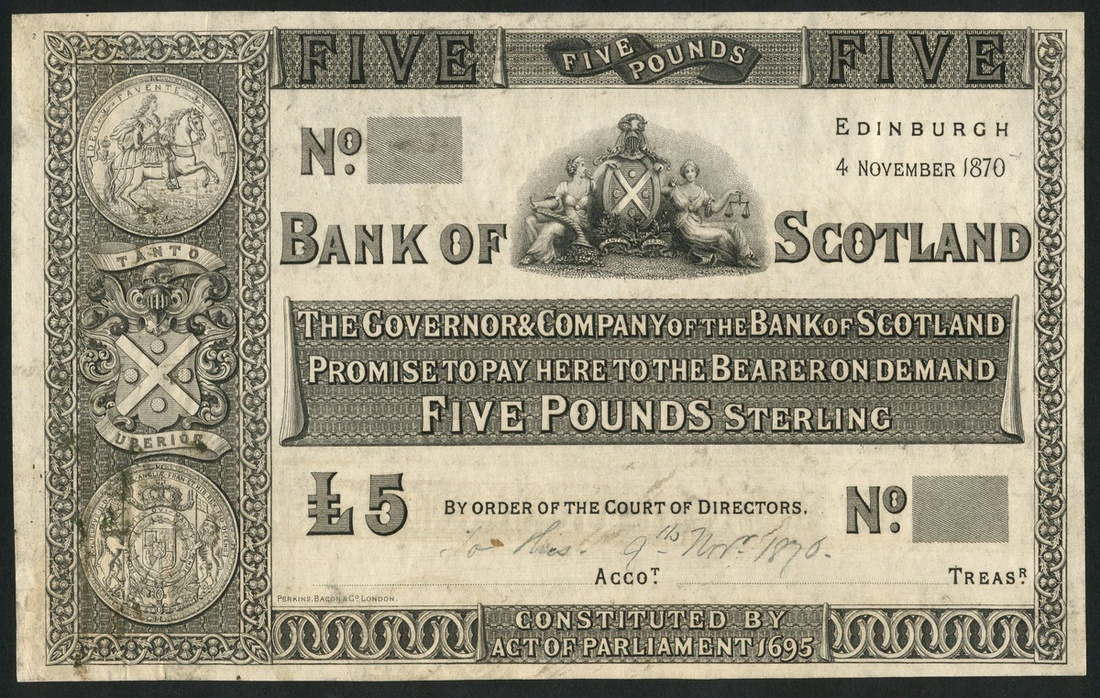 2
FIVE
FIVE POUNDS
FIVE
No.
EDINBURGH
4 NOVEMBER 1870
BANK OF SCOTLAND
TANTO
UBERIOR
THE GOVERNOR & COMPANY OF THE BANK OF SCOTLAND
PROMISE TO PAY HERE TO THE BEARER ON DEMAND
FIVE POUNDS STERLING
£5
BY ORDER OF THE COURT OF DIRECTORS.
No.
9th Novr. 1870.
ACCOT
TREASR
PERKINS, BACON & Co. LONDON.
CONSTITUTED BY
ACT OF PARLIAMENT 1695